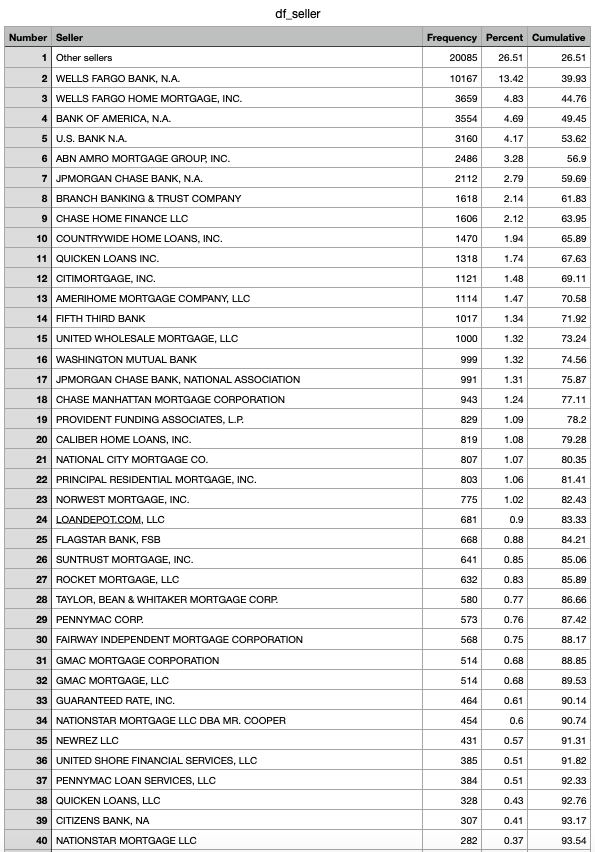 df_seller
Number Seller Frequency Percent Cumulative
1 Other sellers 20085 26.51 26.51
2 WELLS FARGO BANK, N.A. 10167 13.42 39.93
3 WELLS FARGO HOME MORTGAGE, INC. 3659 4.83 44.76
4 BANK OF AMERICA, N.A. 3554 4.69 49.45
5 U.S. BANK N.A. 3160 4.17 53.62
6 ABN AMRO MORTGAGE GROUP, INC. 2486 3.28 56.9
7 JPMORGAN CHASE BANK, N.A. 2112 2.79 59.69
8 BRANCH BANKING & TRUST COMPANY 1618 2.14 61.83
9 CHASE HOME FINANCE LLC 1606 2.12 63.95
10 COUNTRYWIDE HOME LOANS, INC. 1470 1.94 65.89
11 QUICKEN LOANS INC. 1318 1.74 67.63
12 CITIMORTGAGE, INC. 1121 1.48 69.11
13 AMERIHOME MORTGAGE COMPANY, LLC 1114 1.47 70.58
14 FIFTH THIRD BANK 1017 1.34 71.92
15 UNITED WHOLESALE MORTGAGE, LLC 1000 1.32 73.24
16 WASHINGTON MUTUAL BANK 999 1.32 74.56
17 JPMORGAN CHASE BANK, NATIONAL ASSOCIATION 991 1.31 75.87
18 CHASE MANHATTAN MORTGAGE CORPORATION 943 1.24 77.11
19 PROVIDENT FUNDING ASSOCIATES, L.P. 829 1.09 78.2
20 CALIBER HOME LOANS, INC. 819 1.08 79.28
21 NATIONAL CITY MORTGAGE CO. 807 1.07 80.35
22 PRINCIPAL RESIDENTIAL MORTGAGE, INC. 803 1.06 81.41
23 NORWEST MORTGAGE, INC. 775 1.02 82.43
24 LOANDEPOT.COM, LLC 681 0.9 83.33
25 FLAGSTAR BANK, FSB 668 0.88 84.21
26 SUNTRUST MORTGAGE, INC. 641 0.85 85.06
27 ROCKET MORTGAGE, LLC 632 0.83 85.89
28 TAYLOR, BEAN & WHITAKER MORTGAGE CORP. 580 0.77 86.66
29 PENNYMAC CORP. 573 0.76 87.42
30 FAIRWAY INDEPENDENT MORTGAGE CORPORATION 568 0.75 88.17
31 GMAC MORTGAGE CORPORATION 514 0.68 88.85
32 GMAC MORTGAGE, LLC 514 0.68 89.53
33 GUARANTEED RATE, INC. 464 0.61 90.14
34 NATIONSTAR MORTGAGE LLC DBA MR. COOPER 454 0.6 90.74
35 NEWREZ LLC 431 0.57 91.31
36 UNITED SHORE FINANCIAL SERVICES, LLC 385 0.51 91.82
37 PENNYMAC LOAN SERVICES, LLC 384 0.51 92.33
38 QUICKEN LOANS, LLC 328 0.43 92.76
39 CITIZENS BANK, NA 307 0.41 93.17
40 NATIONSTAR MORTGAGE LLC 282 0.37 93.54